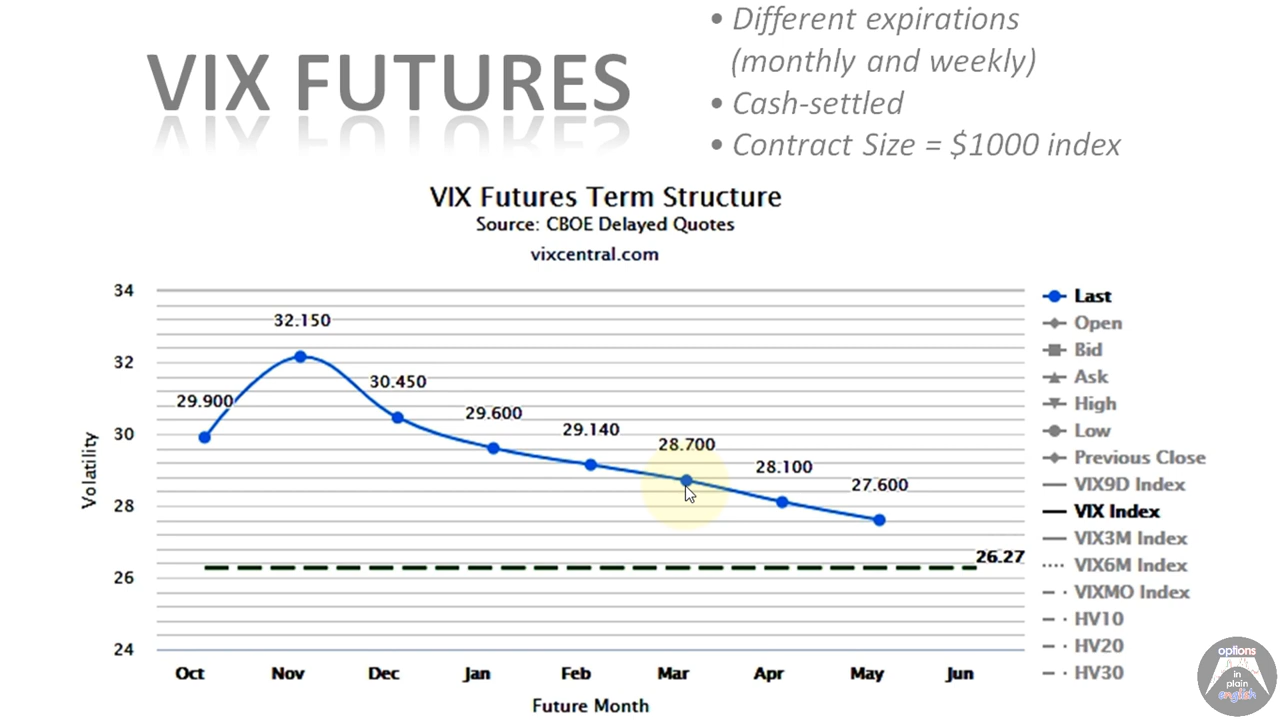 VIX FUTURES
• Different expirations
(monthly and weekly)
• Cash-settled
• Contract Size = $1000 index
VIX Futures Term Structure
Source: CBOE Delayed Quotes
vixcentral.com
Volatility
34
32
30
28
26
24
29.900
32.150
30.450
29.600
29.140
28.700
28.100
27.600
26.27
Oct Nov Dec Jan Feb Mar Apr May Jun
Future Month
Last
Open
Bid
Ask
High
Low
Previous Close
VIX9D Index
VIX Index
VIX3M Index
VIX6M Index
VIXMO Index
HV10
HV20
HV30
options
in
plain
english